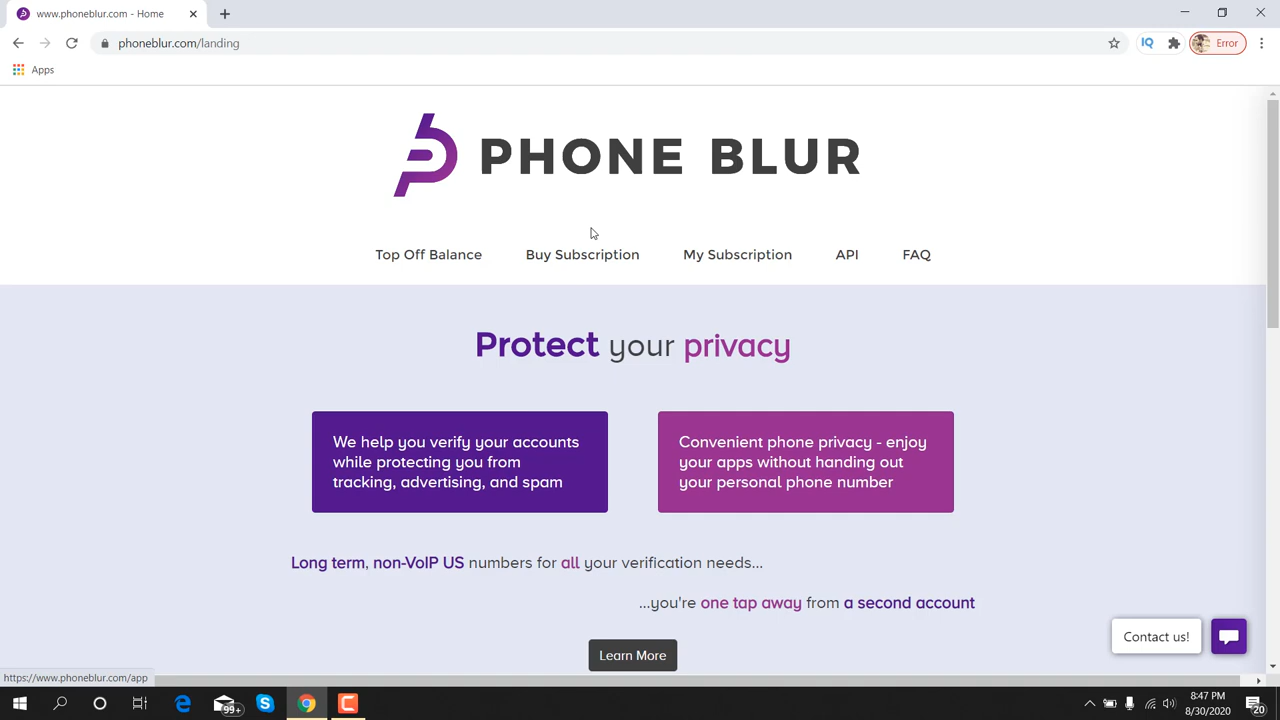 www.phoneblur.com - Home
phoneblur.com/landing
IQ
Error
Apps
PHONE BLUR
Top Off Balance
Buy Subscription
My Subscription
API
FAQ
Protect your privacy
We help you verify your accounts
while protecting you from
tracking, advertising, and spam
Convenient phone privacy - enjoy
your apps without handing out
your personal phone number
Long term, non-VoIP US numbers for all your verification needs...
...you're one tap away from a second account
Contact us!
Learn More
https://www.phoneblur.com/app
99+
8:47 PM
8/30/2020
20